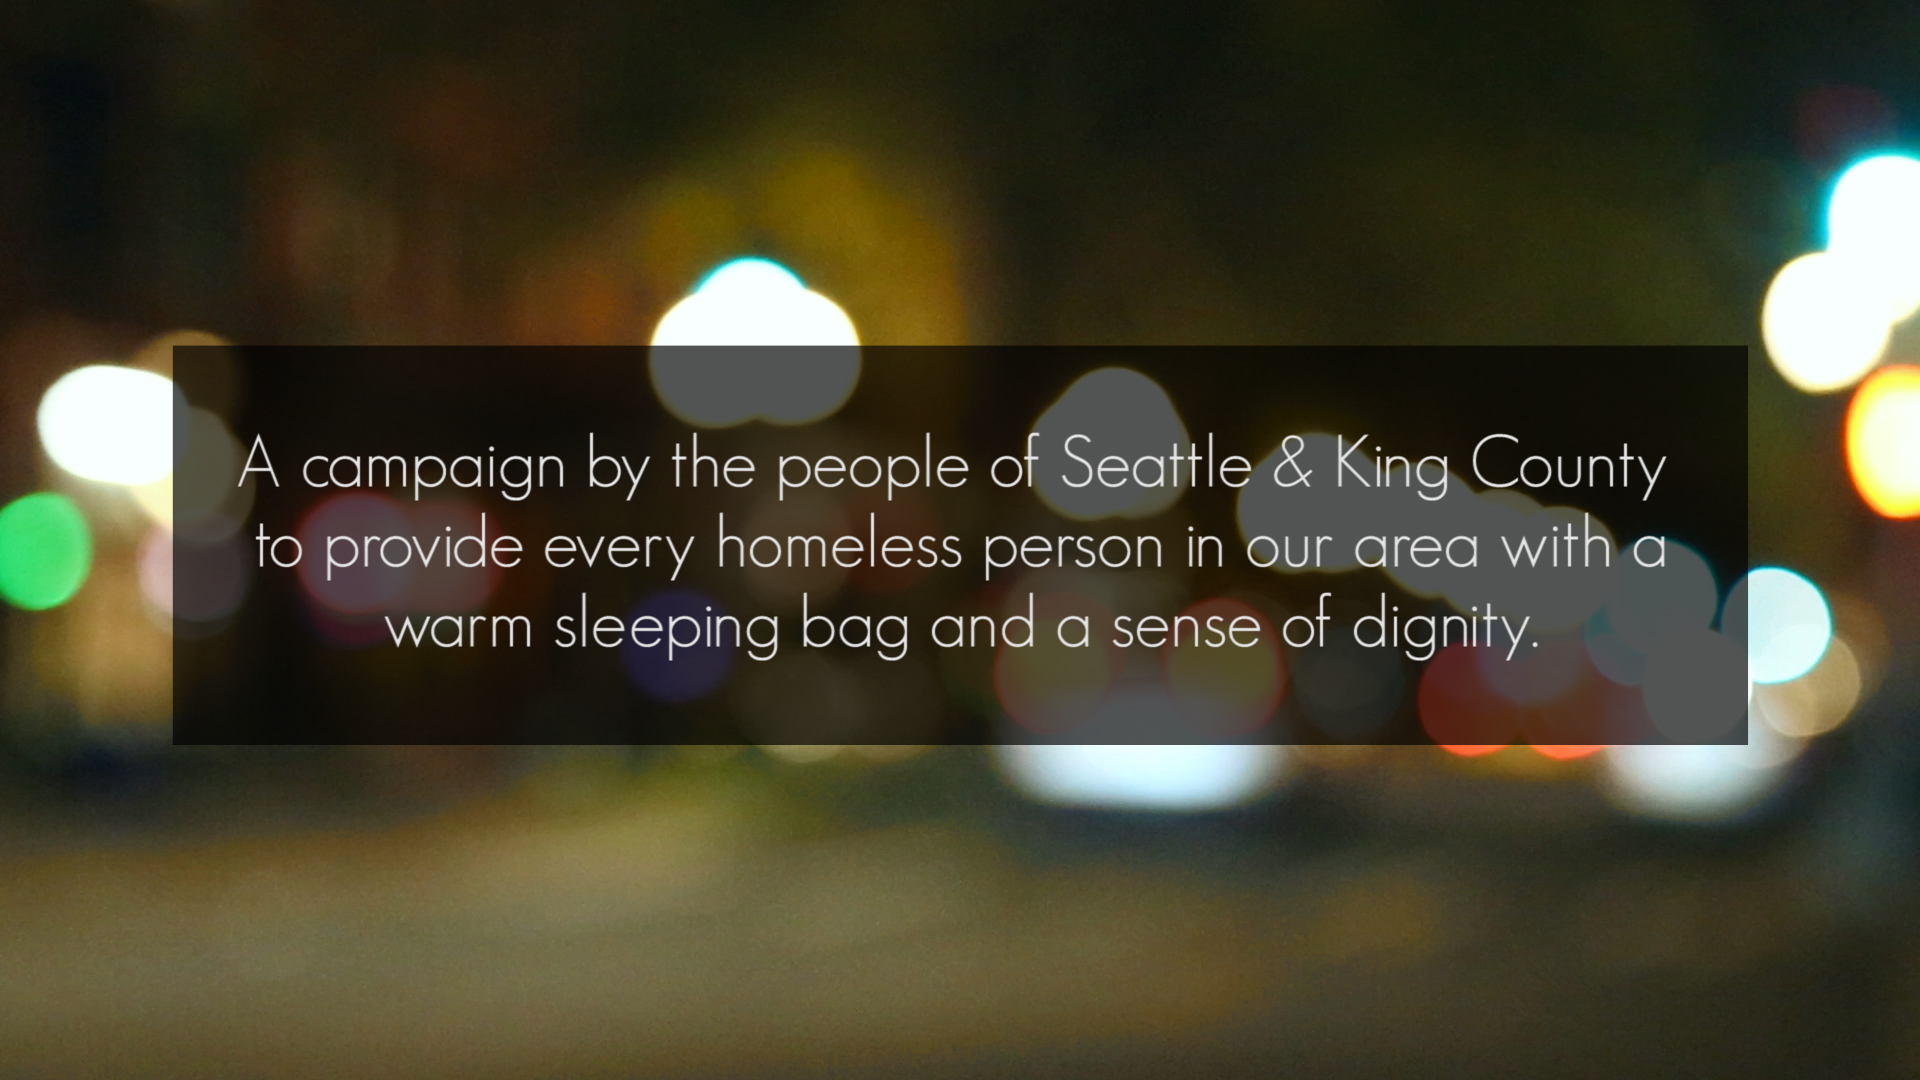 A campaign by the people of Seattle & King County
to provide every homeless person in our area with a
warm sleeping bag and a sense of dignity.